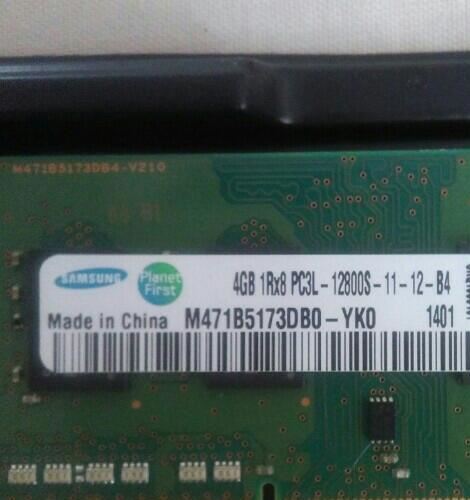 M471B5173DB4-V210
SAMSUNG
Planet
First
4GB 1Rx8 PC3L-12800S-11-12-B4
Made in China M471B5173DB0-YK0
1401